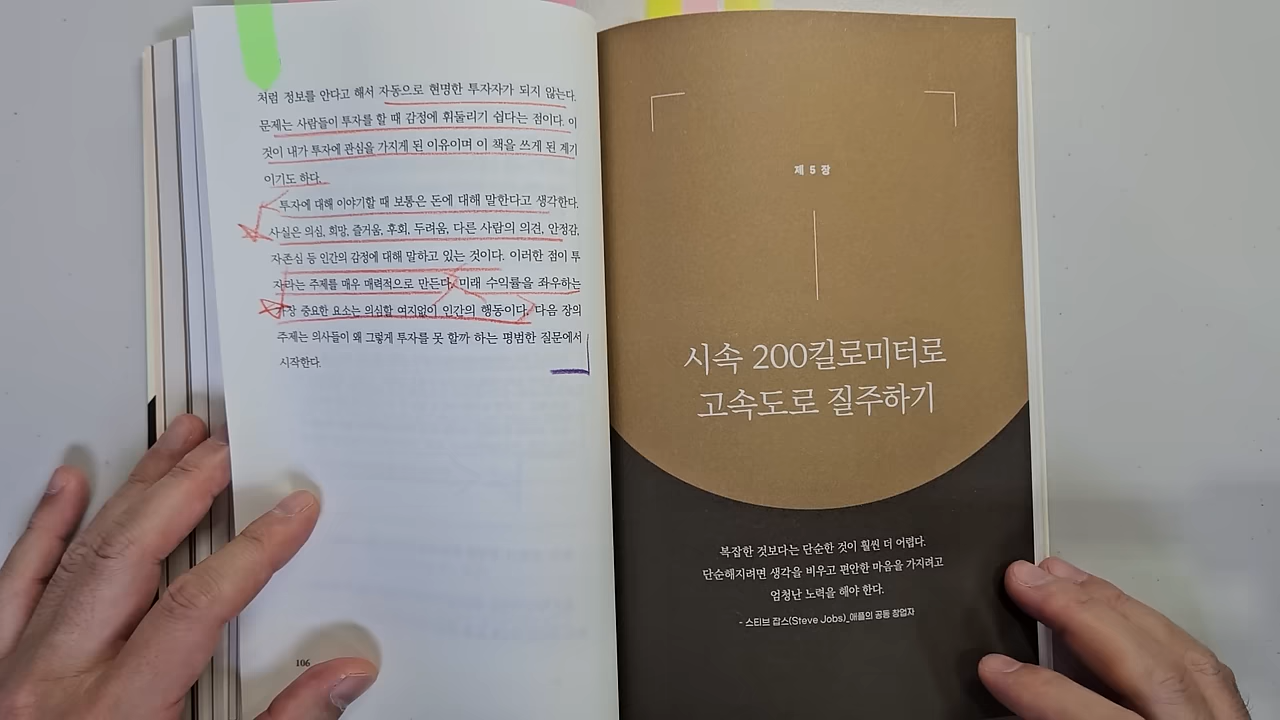 처럼 정보를 안다고 해서 자동으로 현명한 투자자가 되지 않는다.
문제는 사람들이 투자를 할 때 감정에 휘둘리기 쉽다는 점이다. 이
것이 내가 투자에 관심을 가지게 된 이유이며 이 책을 쓰게 된 계기
이기도 하다.
투자에 대해 이야기할 때 보통은 돈에 대해 말한다고 생각한다.
사실은 의심, 희망, 즐거움, 후회, 두려움, 다른 사람의 의견, 안정감,
자존심 등 인간의 감정에 대해 말하고 있는 것이다. 이러한 점이 투
자라는 주제를 매우 매력적으로 만든다. 미래 수익률을 좌우하는
가장 중요한 요소는 의심할 여지없이 인간의 행동이다. 다음 장의
주제는 의사들이 왜 그렇게 투자를 못 할까 하는 평범한 질문에서
시작한다.
106
제 5 장
시속 200킬로미터로
고속도로 질주하기
복잡한 것보다는 단순한 것이 훨씬 더 어렵다.
단순해지려면 생각을 비우고 편안한 마음을 가지려고
엄청난 노력을 해야 한다.
- 스티브 잡스(Steve Jobs)_애플의 공동 창업자